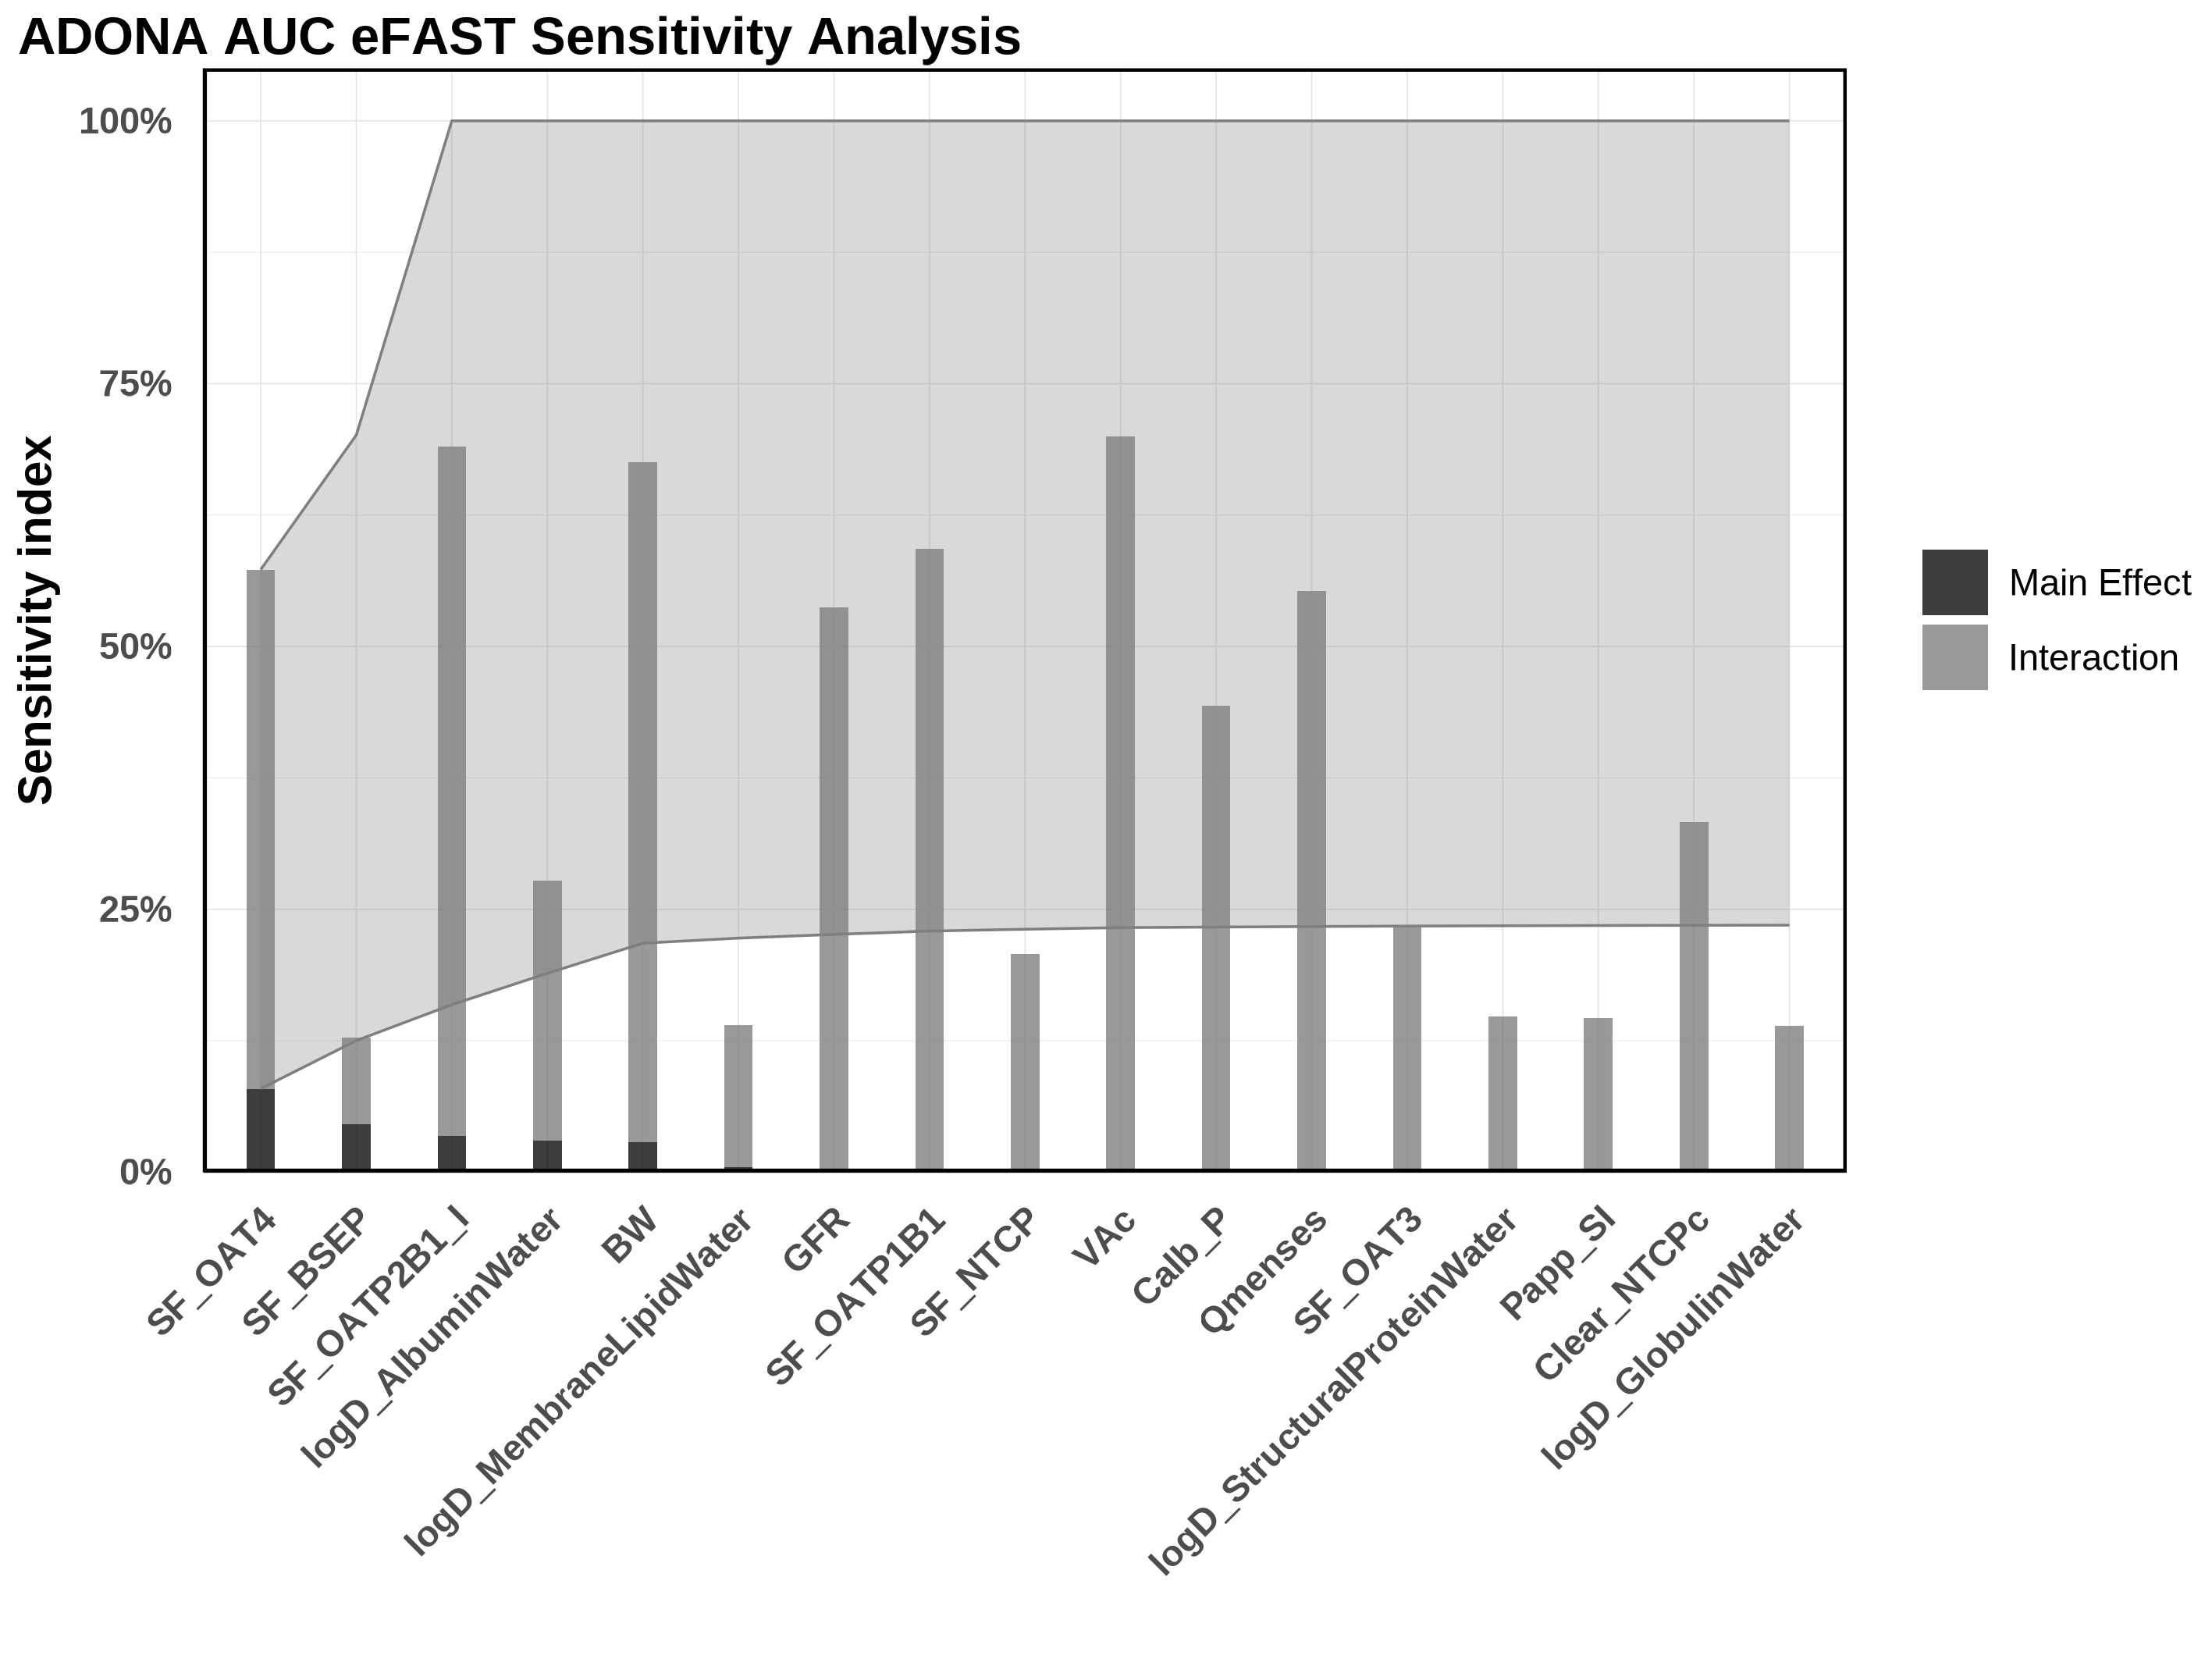 ADONA AUC eFAST Sensitivity Analysis
Sensitivity index
100%
75%
50%
25%
0%
SF_OAT4
SF_BSEP
SF_OATP2B1_I
logD_AlbuminWater
BW
logD_MembraneLipidWater
GFR
SF_OATP1B1
SF_NTCP
VAc
Calb_P
Qmenses
SF_OAT3
logD_StructuralProteinWater
Papp_SI
Clear_NTCPc
logD_GlobulinWater
Main Effect
Interaction